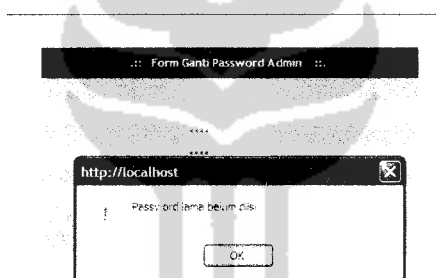 .:: Form Ganti Password Admin ::.
****
****
http://localhost
Password lama belum diisi
OK